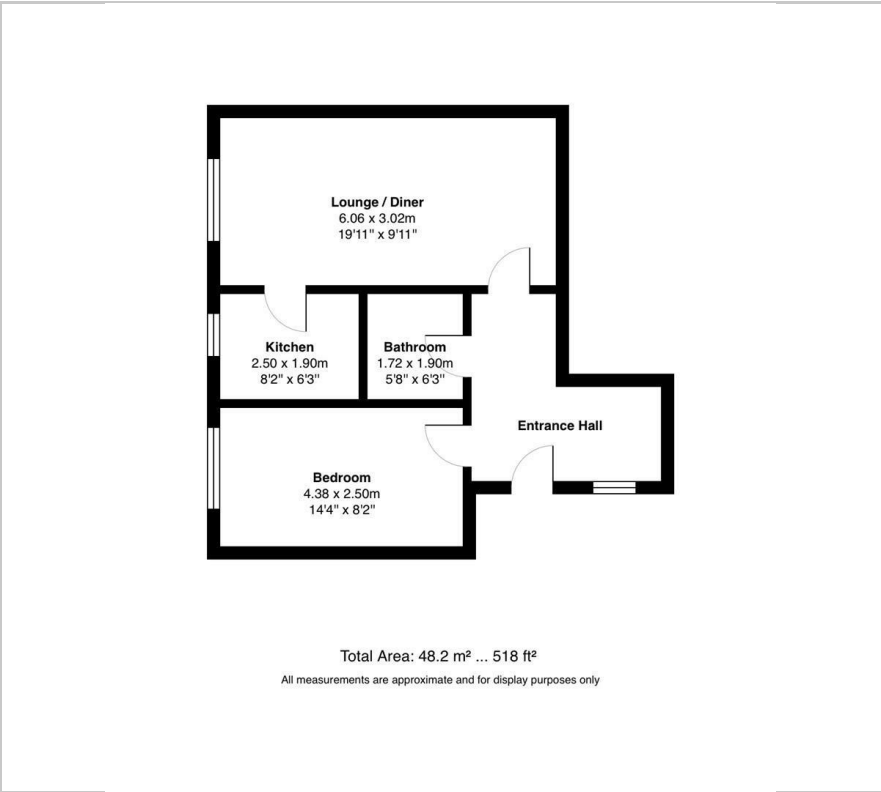 Lounge / Diner
6.06 x 3.02m
19'11" x 9'11"
Kitchen
2.50 x 1.90m
8'2" x 6'3"
Bathroom
1.72 x 1.90m
5'8" x 6'3"
Entrance Hall
Bedroom
4.38 x 2.50m
14'4" x 8'2"
Total Area: 48.2 m² ... 518 ft²
All measurements are approximate and for display purposes only